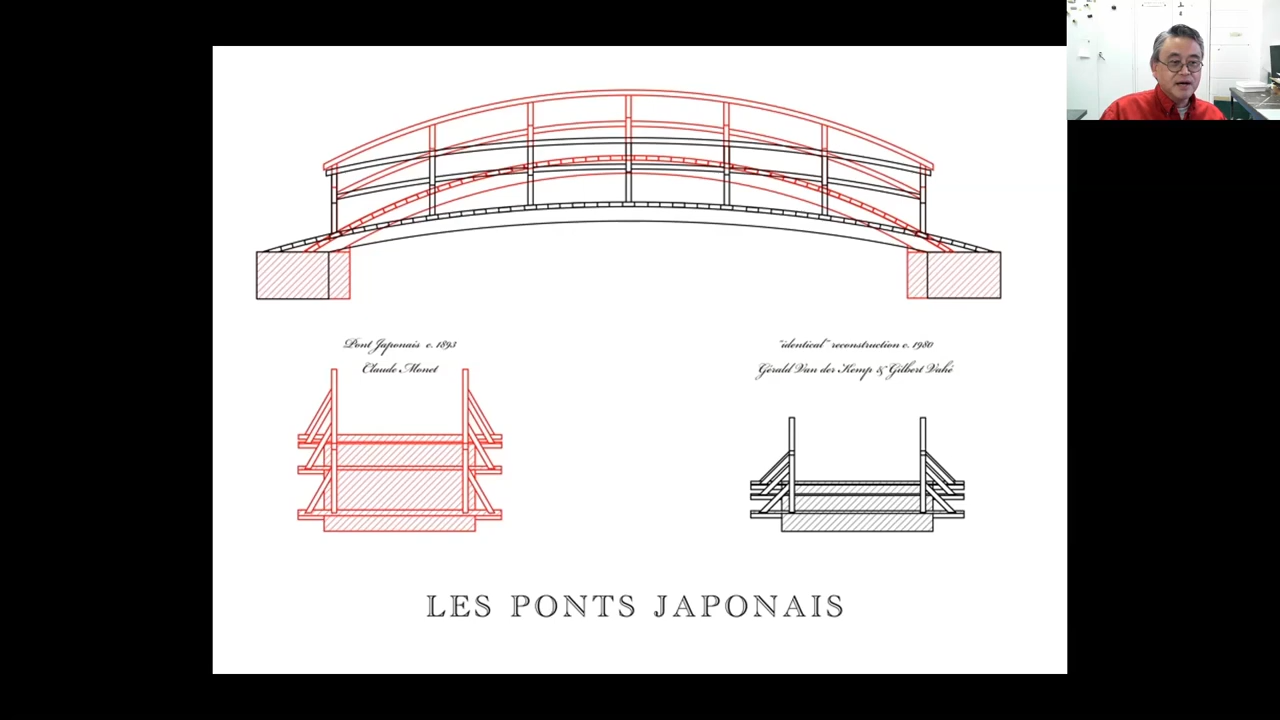 Pont Japonais c. 1893
Claude Monet
"identical" reconstruction c. 1980
Gérald Van der Kemp & Gilbert Vahé
LES PONTS JAPONAIS